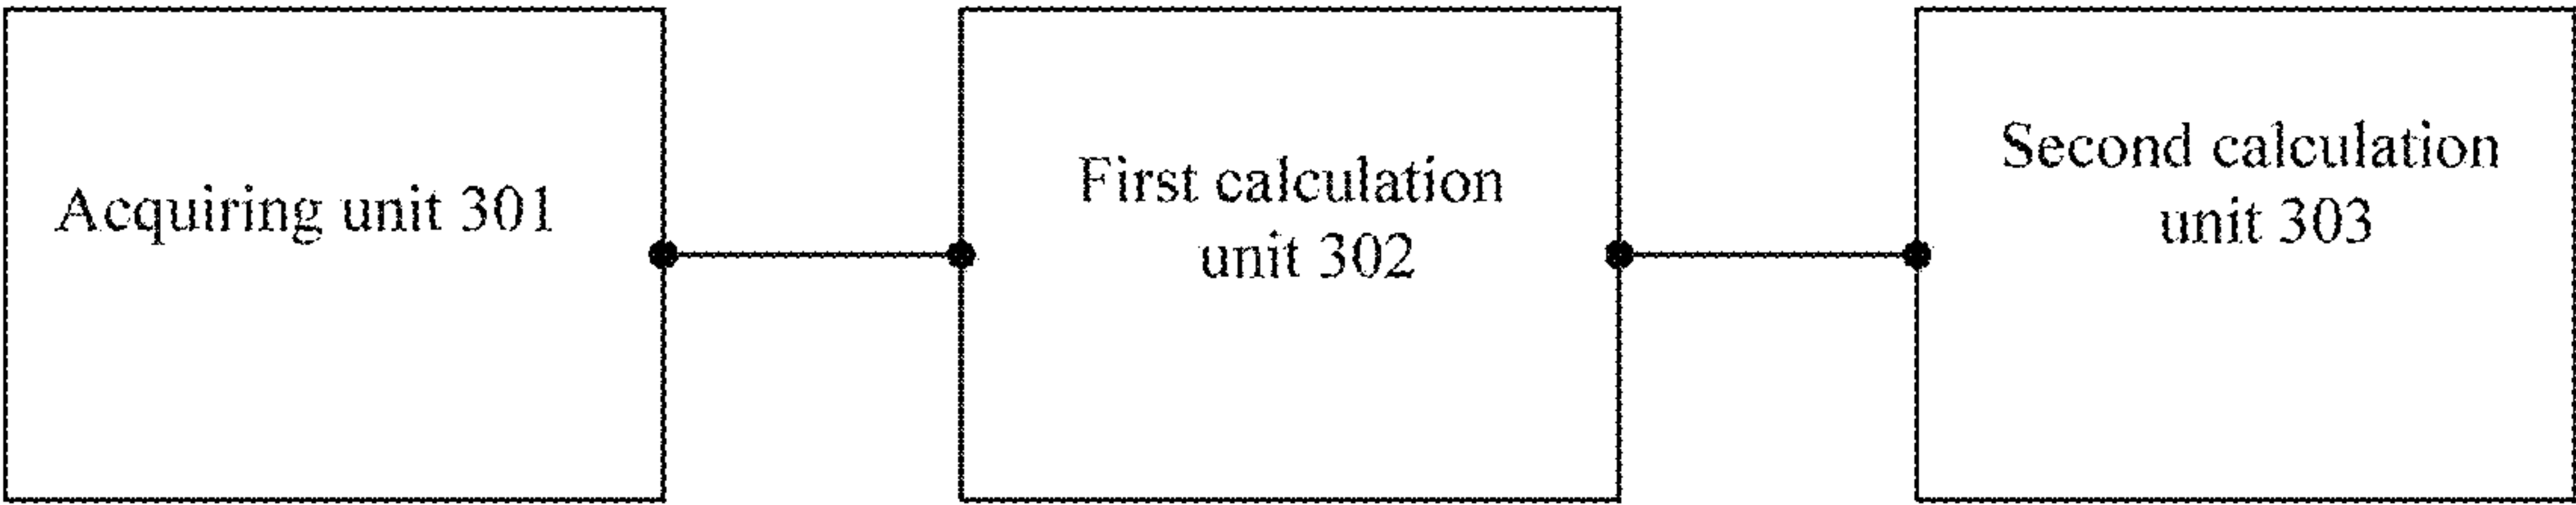 Acquiring unit 301
First calculation
unit 302
Second calculation
unit 303